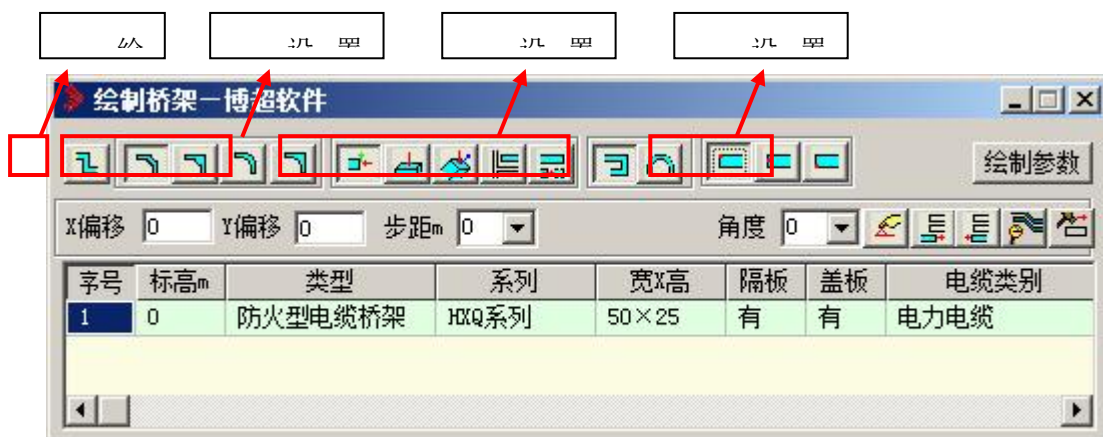 绘制桥架－博超软件
绘制参数
X偏移 0 Y偏移 0 步距m 0 角度 0
序号 标高m 类型 系列 宽X高 隔板 盖板 电缆类别
1 0 防火型电缆桥架 HXQ系列 50×25 有 有 电力电缆